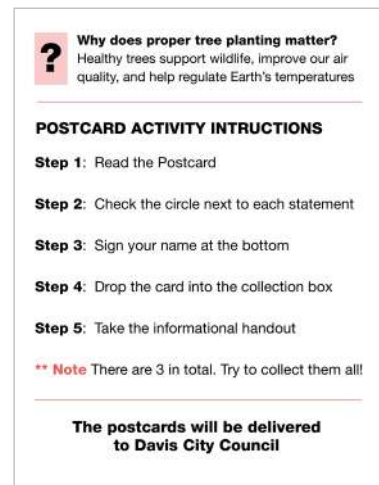 ?
Why does proper tree planting matter?
Healthy trees support wildlife, improve our air
quality, and help regulate Earth's temperatures
POSTCARD ACTIVITY INTRUCTIONS
Step 1: Read the Postcard
Step 2: Check the circle next to each statement
Step 3: Sign your name at the bottom
Step 4: Drop the card into the collection box
Step 5: Take the informational handout
** Note There are 3 in total. Try to collect them all!
The postcards will be delivered
to Davis City Council